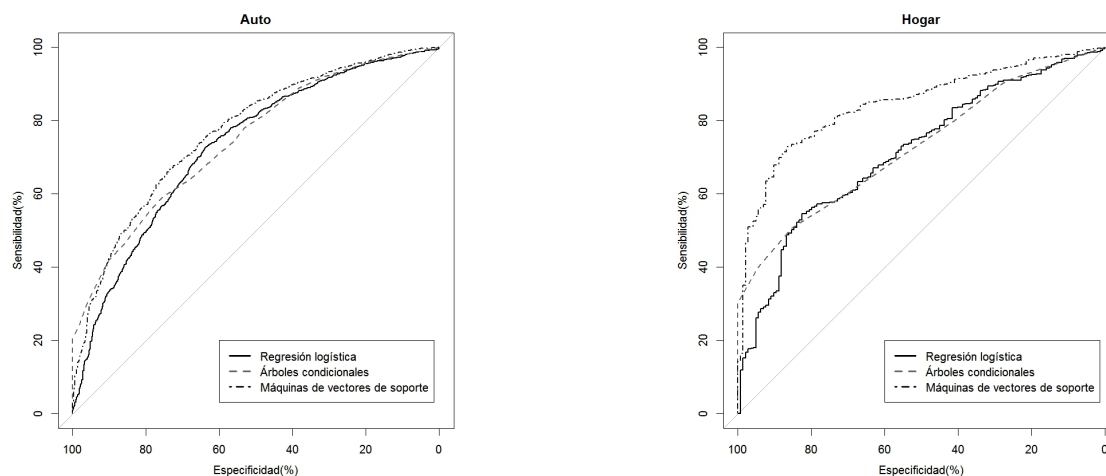 Auto
Sensibilidad(%)
100
80
60
40
20
0
Regresión logística
Árboles condicionales
Máquinas de vectores de soporte
100 80 60 40 20 0
Especificidad(%)
Hogar
Sensibilidad(%)
100
80
60
40
20
0
Regresión logística
Árboles condicionales
Máquinas de vectores de soporte
100 80 60 40 20 0
Especificidad(%)